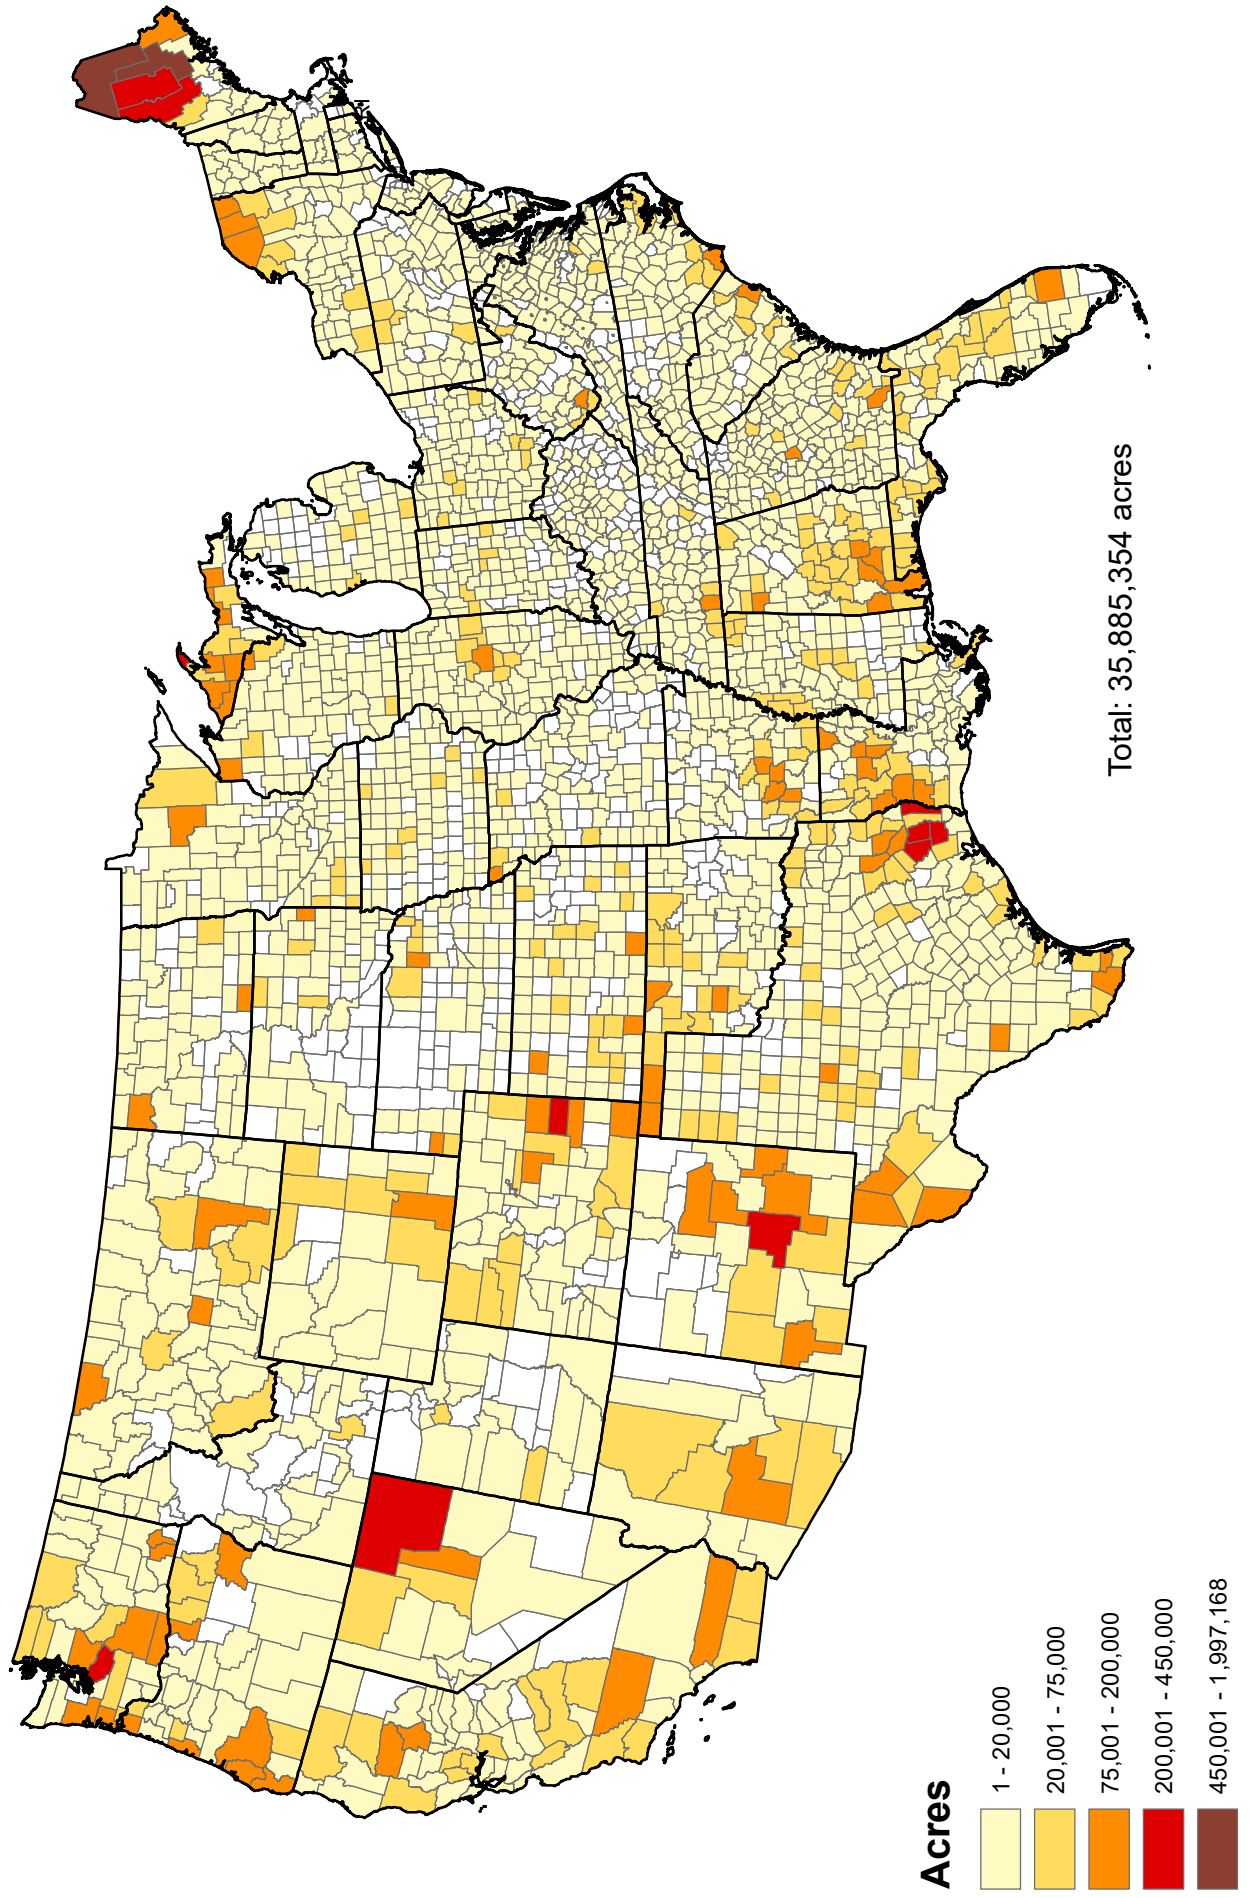 Acres
1 - 20,000
20,001 - 75,000
75,001 - 200,000
200,001 - 450,000
450,001 - 1,997,168
Total: 35,885,354 acres